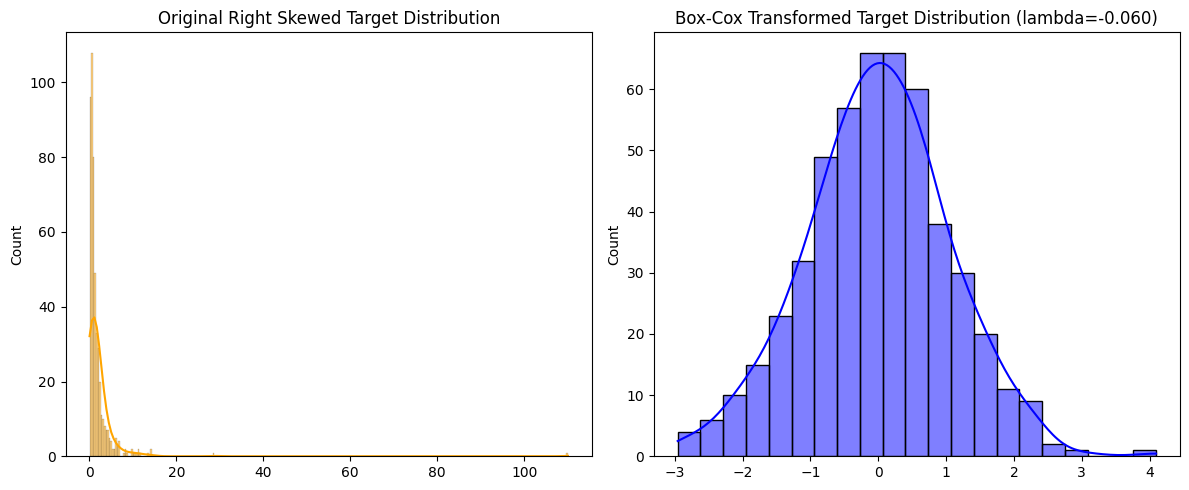 Original Right Skewed Target Distribution
Count
100
80
60
40
20
0
0 20 40 60 80 100
Box-Cox Transformed Target Distribution (lambda=-0.060)
Count
60
50
40
30
20
10
0
−3 −2 −1 0 1 2 3 4